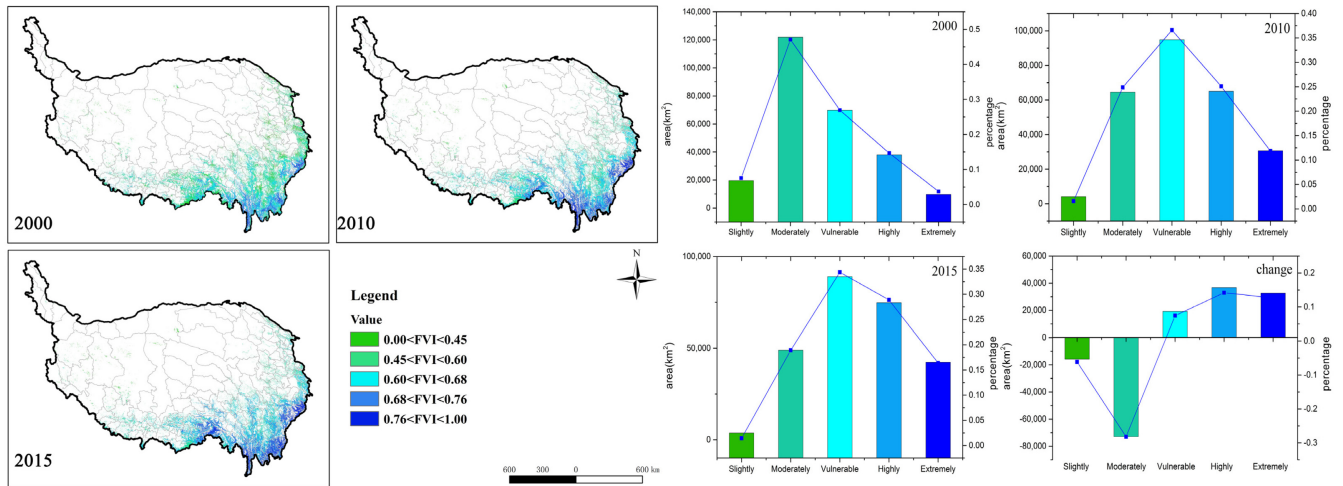 2000
2010
2015
N
Legend
Value
0.00<FVI<0.45
0.45<FVI<0.60
0.60<FVI<0.68
0.68<FVI<0.76
0.76<FVI<1.00
600 300 0 600 km
2000
140,000
120,000
100,000
80,000
60,000
40,000
20,000
0
area(km²)
0.5
0.4
0.3
0.2
0.1
0.0
percentage
Slightly Moderately Vulnerable Highly Extremely
2010
100,000
80,000
60,000
40,000
20,000
0
area(km²)
0.40
0.35
0.30
0.25
0.20
0.15
0.10
0.05
0.00
percentage
Slightly Moderately Vulnerable Highly Extremely
2015
100,000
50,000
0
area(km²)
0.35
0.30
0.25
0.20
0.15
0.10
0.05
0.00
percentage
Slightly Moderately Vulnerable Highly Extremely
change
60,000
40,000
20,000
0
-20,000
-40,000
-60,000
-80,000
area(km²)
0.2
0.1
0.0
-0.1
-0.2
-0.3
percentage
Slightly Moderately Vulnerable Highly Extremely